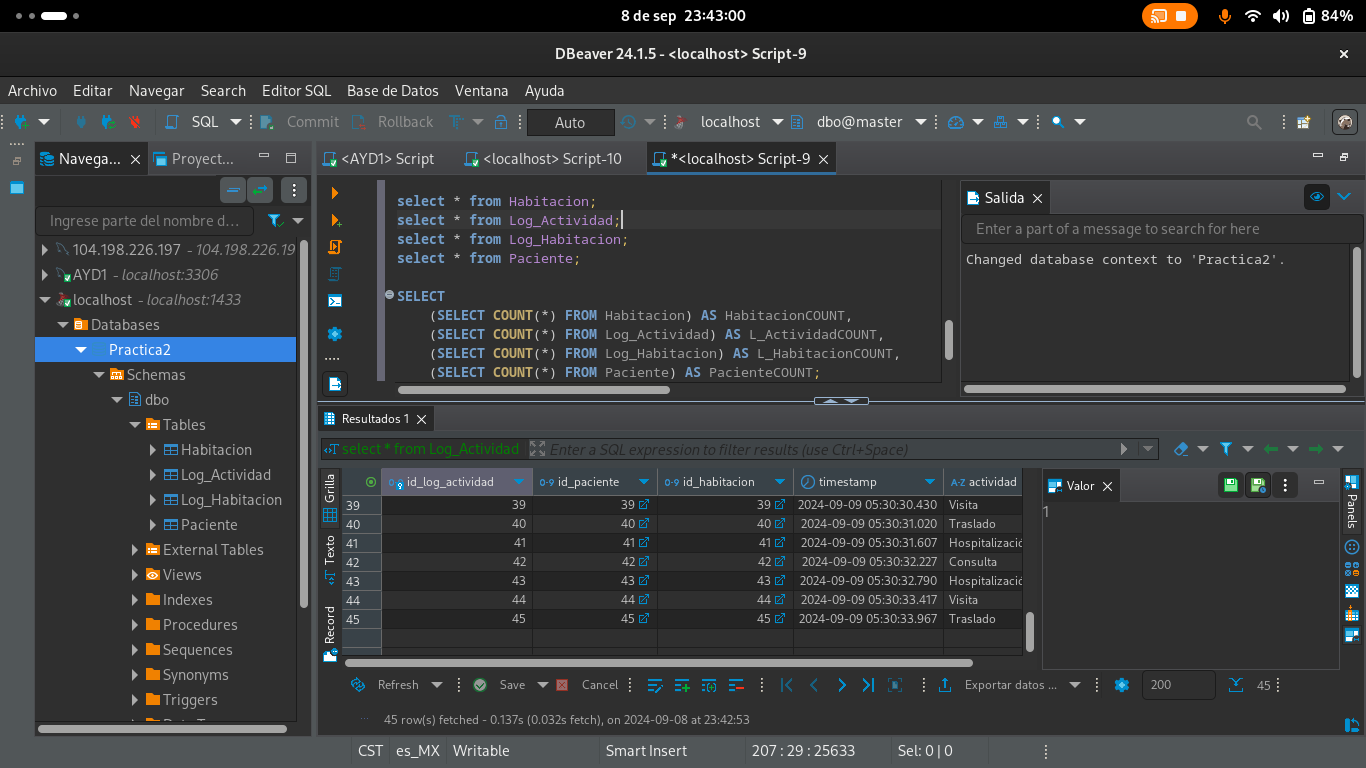 8 de sep 23:43:00
84%
DBeaver 24.1.5 - <localhost> Script-9
Archivo Editar Navegar Search Editor SQL Base de Datos Ventana Ayuda
SQL Commit Rollback Auto localhost dbo@master
Navega... Proyect...
<AYD1> Script <localhost> Script-10 *<localhost> Script-9
Ingrese parte del nombre d...
104.198.226.197 - 104.198.226.19
AYD1 - localhost:3306
localhost - localhost:1433
Databases
Practica2
Schemas
dbo
Tables
Habitacion
Log_Actividad
Log_Habitacion
Paciente
External Tables
Views
Indexes
Procedures
Sequences
Synonyms
Triggers
select * from Habitacion;
select * from Log_Actividad;
select * from Log_Habitacion;
select * from Paciente;
SELECT
(SELECT COUNT(*) FROM Habitacion) AS HabitacionCOUNT,
(SELECT COUNT(*) FROM Log_Actividad) AS L_ActividadCOUNT,
(SELECT COUNT(*) FROM Log_Habitacion) AS L_HabitacionCOUNT,
(SELECT COUNT(*) FROM Paciente) AS PacienteCOUNT;
Salida
Enter a part of a message to search for here
Changed database context to 'Practica2'.
Resultados 1
select * from Log_Actividad Enter a SQL expression to filter results (use Ctrl+Space)
Grilla
Texto
Record
id_log_actividad id_paciente id_habitacion timestamp actividad
39 39 39 39 2024-09-09 05:30:30.430 Visita
40 40 40 40 2024-09-09 05:30:31.020 Traslado
41 41 41 41 2024-09-09 05:30:31.607 Hospitalizació
42 42 42 42 2024-09-09 05:30:32.227 Consulta
43 43 43 43 2024-09-09 05:30:32.790 Hospitalizació
44 44 44 44 2024-09-09 05:30:33.417 Visita
45 45 45 45 2024-09-09 05:30:33.967 Traslado
Valor
1
Panels
Refresh Save Cancel Exportar datos ... 200 45
45 row(s) fetched - 0.137s (0.032s fetch), on 2024-09-08 at 23:42:53
CST es_MX Writable Smart Insert 207 : 29 : 25633 Sel: 0 | 0